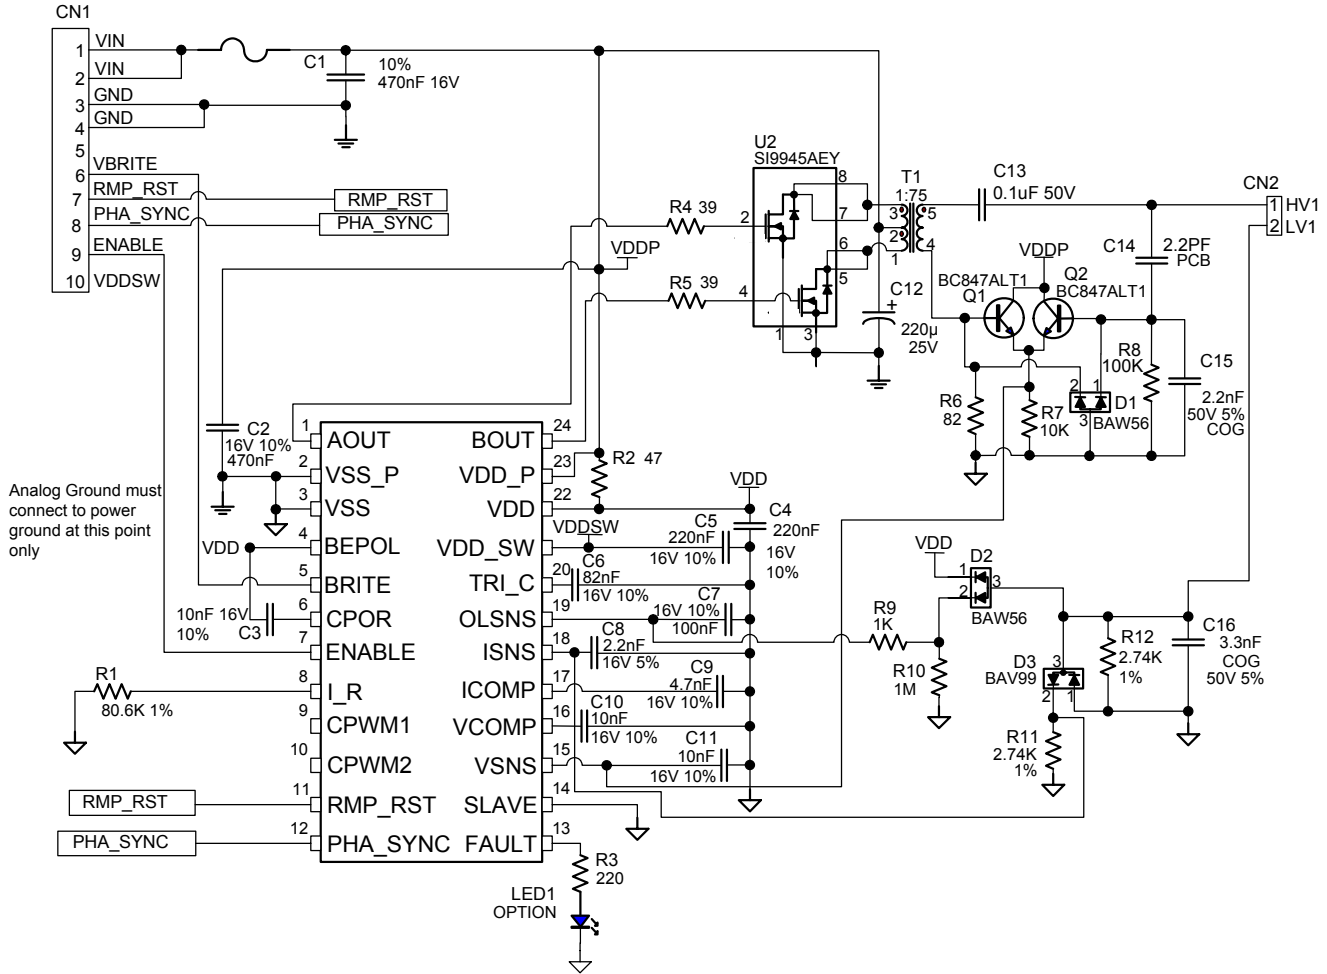 CN1
1 VIN
2 VIN
3 GND
4 GND
5
6 VBRITE
7 RMP_RST
8 PHA_SYNC
9 ENABLE
10 VDDSW
RMP_RST
PHA_SYNC
C1
10%
470nF 16V
R4 39
VDDP
R5 39
U2
SI9945AEY
8
7
6
5
2
4
1
3
T1
1:75
3
2
1
5
4
C12
+
220µ
25V
C13
0.1uF 50V
CN2
1 HV1
2 LV1
C14
2.2PF
PCB
VDDP
BC847ALT1
Q1
Q2
BC847ALT1
R8
100K
C15
2.2nF
50V 5%
COG
R6
82
R7
10K
2
1
3
D1
BAW56
C2
16V 10%
470nF
Analog Ground must
connect to power
ground at this point
only
VDD
10nF 16V
10%
C3
R1
80.6K 1%
RMP_RST
PHA_SYNC
1 AOUT
2 VSS_P
3 VSS
4 BEPOL
5 BRITE
6 CPOR
7 ENABLE
8 I_R
9 CPWM1
10 CPWM2
11 RMP_RST
12 PHA_SYNC
BOUT 24
VDD_P 23
VDD 22
VDD_SW
TRI_C 20
OLSNS 19
ISNS 18
ICOMP 17
VCOMP 16
VSNS 15
SLAVE 14
FAULT 13
R2 47
VDD
VDDSW
C4
220nF
16V
10%
C5
220nF
16V 10%
C6
82nF
16V 10%
C7
16V 10%
100nF
C8
2.2nF
16V 5%
C9
4.7nF
16V 10%
C10
10nF
16V 10%
C11
10nF
16V 10%
R3
220
LED1
OPTION
VDD
D2
1
2
3
BAW56
R9
1K
R10
1M
D3
BAV99
3
2
1
R11
2.74K
1%
R12
2.74K
1%
C16
3.3nF
COG
50V 5%